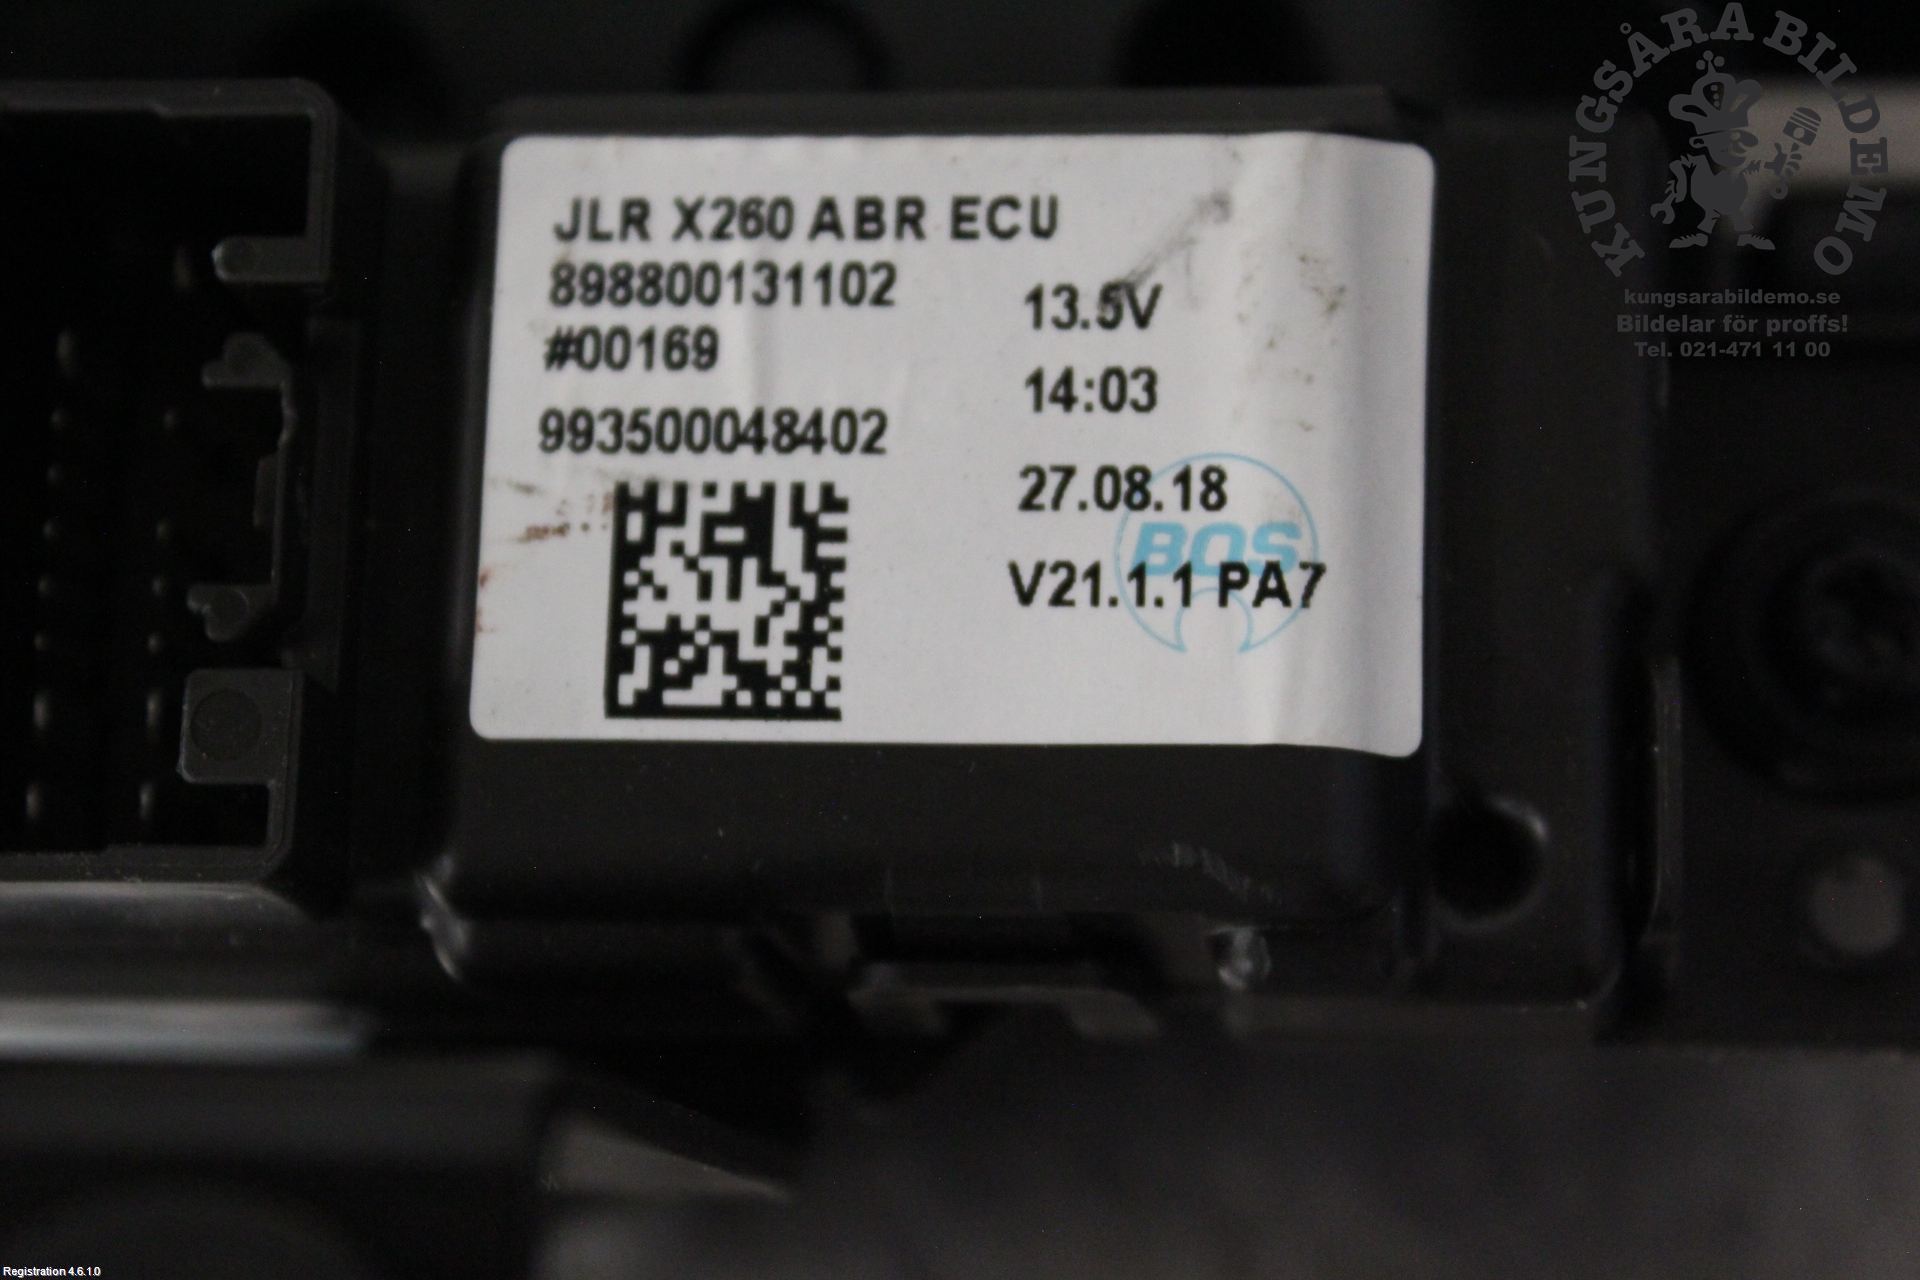 JLR X260 ABR ECU
898800131102
#00169
993500048402
13.5V
14:03
27.08.18
BOS
V21.1.1 PA7
KUNGSÅRA BILDEMO
kungsarabildemo.se
Bildelar för proffs!
Tel. 021-471 11 00
Registration 4.6.1.0